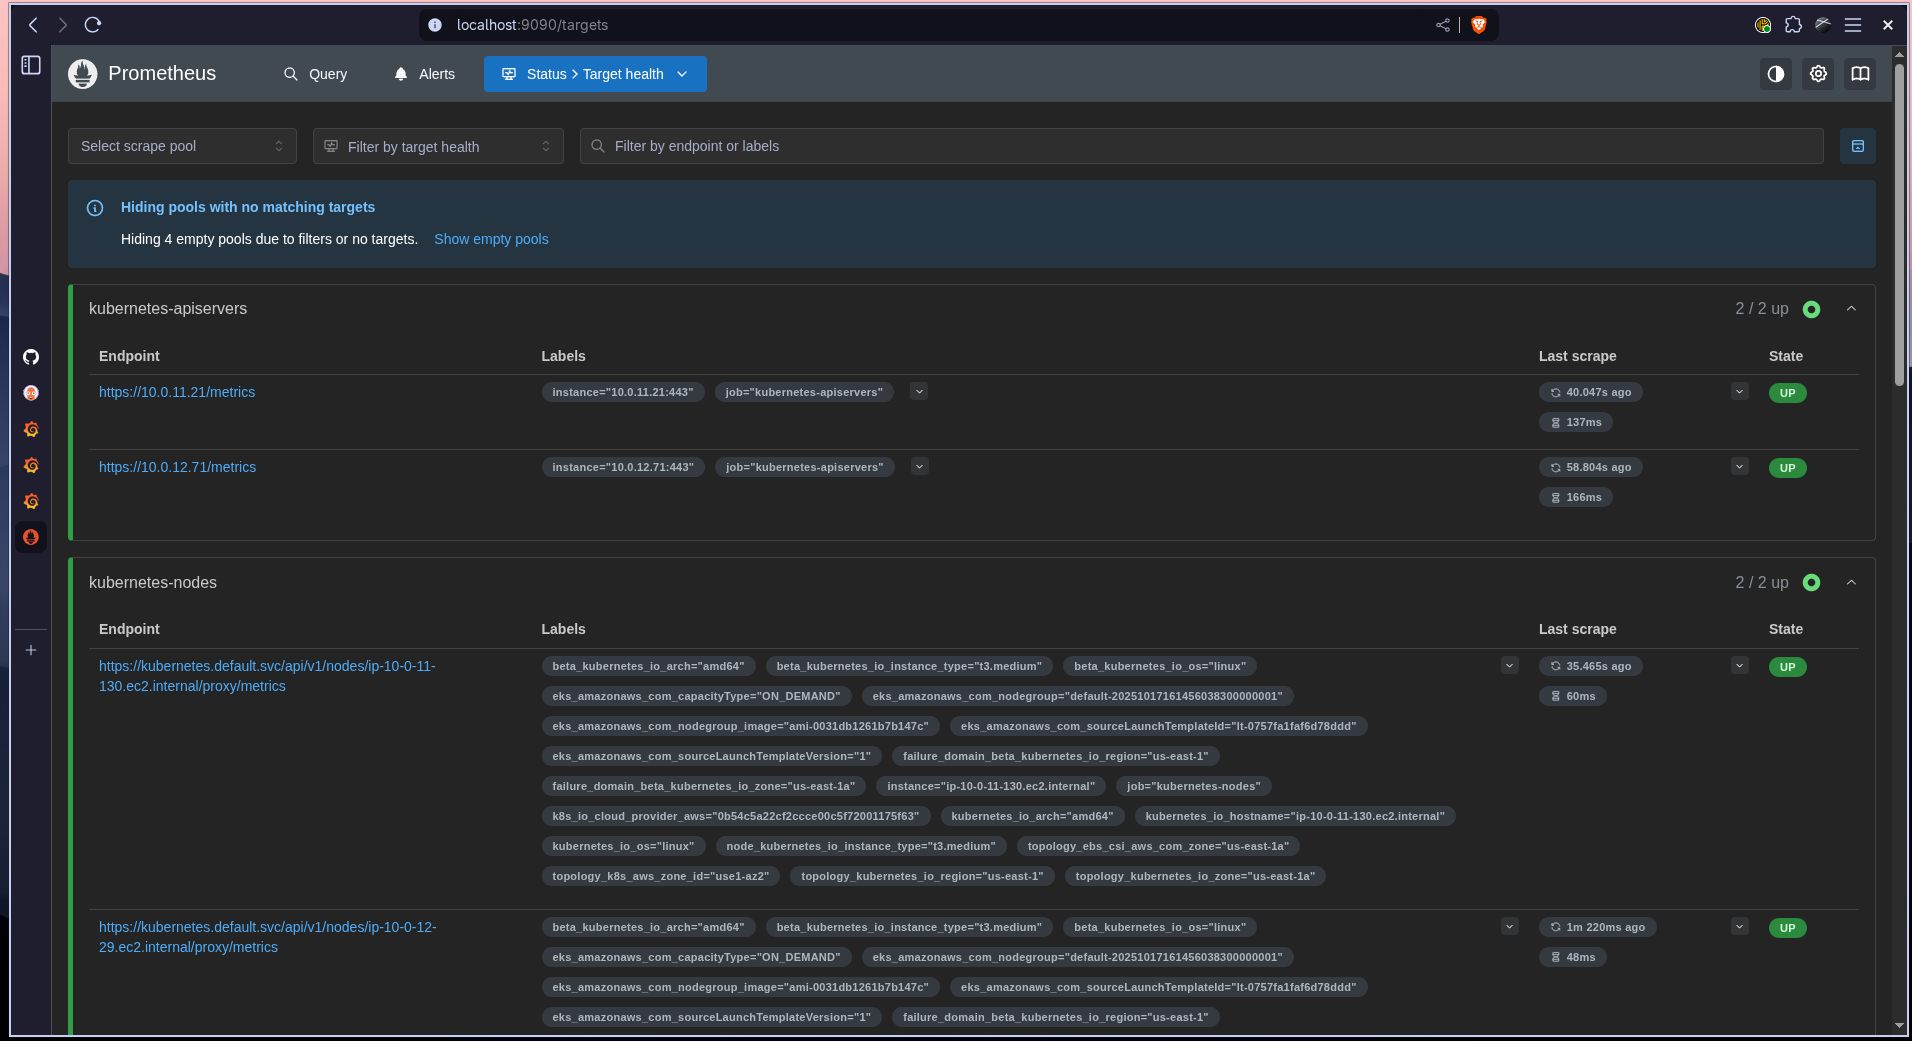 localhost:9090/targets
Prometheus Query Alerts Status > Target health
Select scrape pool Filter by target health Filter by endpoint or labels
Hiding pools with no matching targets
Hiding 4 empty pools due to filters or no targets. Show empty pools
kubernetes-apiservers 2 / 2 up
Endpoint Labels Last scrape State
https://10.0.11.21/metrics instance="10.0.11.21:443" job="kubernetes-apiservers" 40.047s ago UP
137ms
https://10.0.12.71/metrics instance="10.0.12.71:443" job="kubernetes-apiservers" 58.804s ago UP
166ms
kubernetes-nodes 2 / 2 up
Endpoint Labels Last scrape State
https://kubernetes.default.svc/api/v1/nodes/ip-10-0-11- beta_kubernetes_io_arch="amd64" beta_kubernetes_io_instance_type="t3.medium" beta_kubernetes_io_os="linux" 35.465s ago UP
130.ec2.internal/proxy/metrics eks_amazonaws_com_capacityType="ON_DEMAND" eks_amazonaws_com_nodegroup="default-20251017161456038300000001" 60ms
eks_amazonaws_com_nodegroup_image="ami-0031db1261b7b147c" eks_amazonaws_com_sourceLaunchTemplateId="lt-0757fa1faf6d78ddd"
eks_amazonaws_com_sourceLaunchTemplateVersion="1" failure_domain_beta_kubernetes_io_region="us-east-1"
failure_domain_beta_kubernetes_io_zone="us-east-1a" instance="ip-10-0-11-130.ec2.internal" job="kubernetes-nodes"
k8s_io_cloud_provider_aws="0b54c5a22cf2ccce00c5f72001175f63" kubernetes_io_arch="amd64" kubernetes_io_hostname="ip-10-0-11-130.ec2.internal"
kubernetes_io_os="linux" node_kubernetes_io_instance_type="t3.medium" topology_ebs_csi_aws_com_zone="us-east-1a"
topology_k8s_aws_zone_id="use1-az2" topology_kubernetes_io_region="us-east-1" topology_kubernetes_io_zone="us-east-1a"
https://kubernetes.default.svc/api/v1/nodes/ip-10-0-12- beta_kubernetes_io_arch="amd64" beta_kubernetes_io_instance_type="t3.medium" beta_kubernetes_io_os="linux" 1m 220ms ago UP
29.ec2.internal/proxy/metrics eks_amazonaws_com_capacityType="ON_DEMAND" eks_amazonaws_com_nodegroup="default-20251017161456038300000001" 48ms
eks_amazonaws_com_nodegroup_image="ami-0031db1261b7b147c" eks_amazonaws_com_sourceLaunchTemplateId="lt-0757fa1faf6d78ddd"
eks_amazonaws_com_sourceLaunchTemplateVersion="1" failure_domain_beta_kubernetes_io_region="us-east-1"